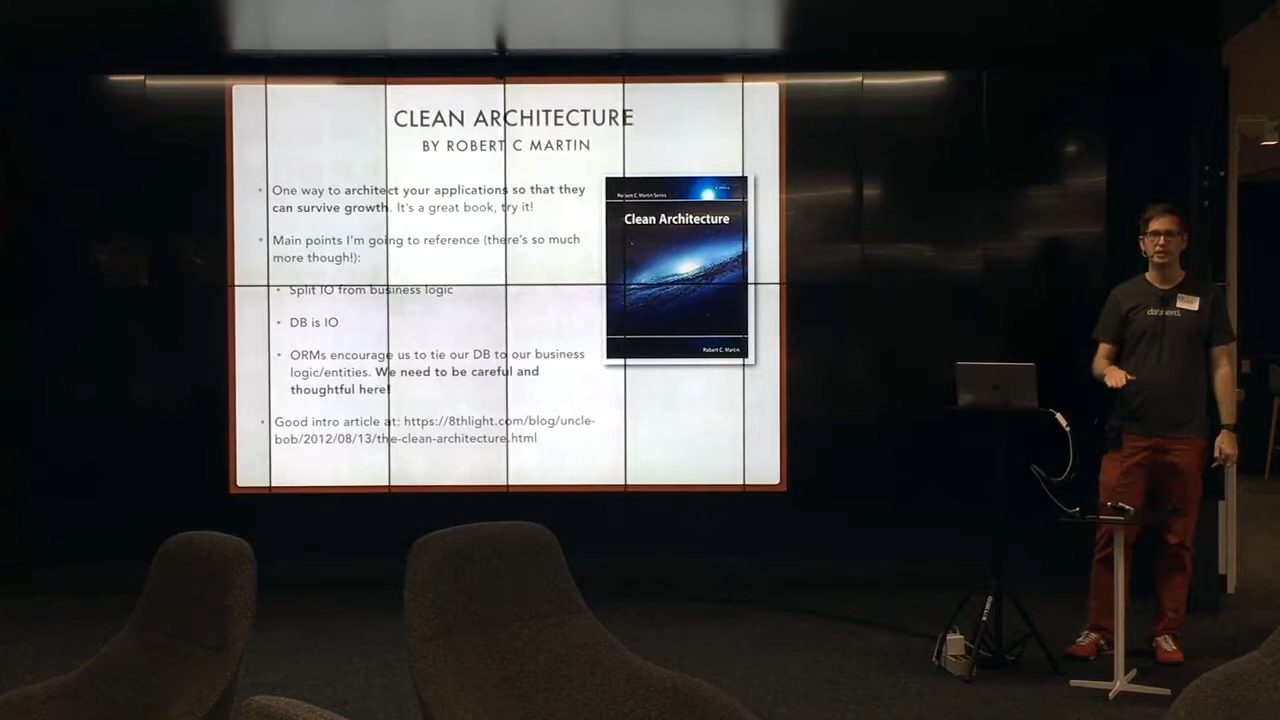 CLEAN ARCHITECTURE
BY ROBERT C MARTIN
• One way to architect your applications so that they
can survive growth. It's a great book, try it!
• Main points I'm going to reference (there's so much
more though!):
• Split IO from business logic
• DB is IO
• ORMs encourage us to tie our DB to our business
logic/entities. We need to be careful and
thoughtful here!
• Good intro article at: https://8thlight.com/blog/uncle-
bob/2012/08/13/the-clean-architecture.html
Robert C. Martin Series
Clean Architecture
Robert C. Martin